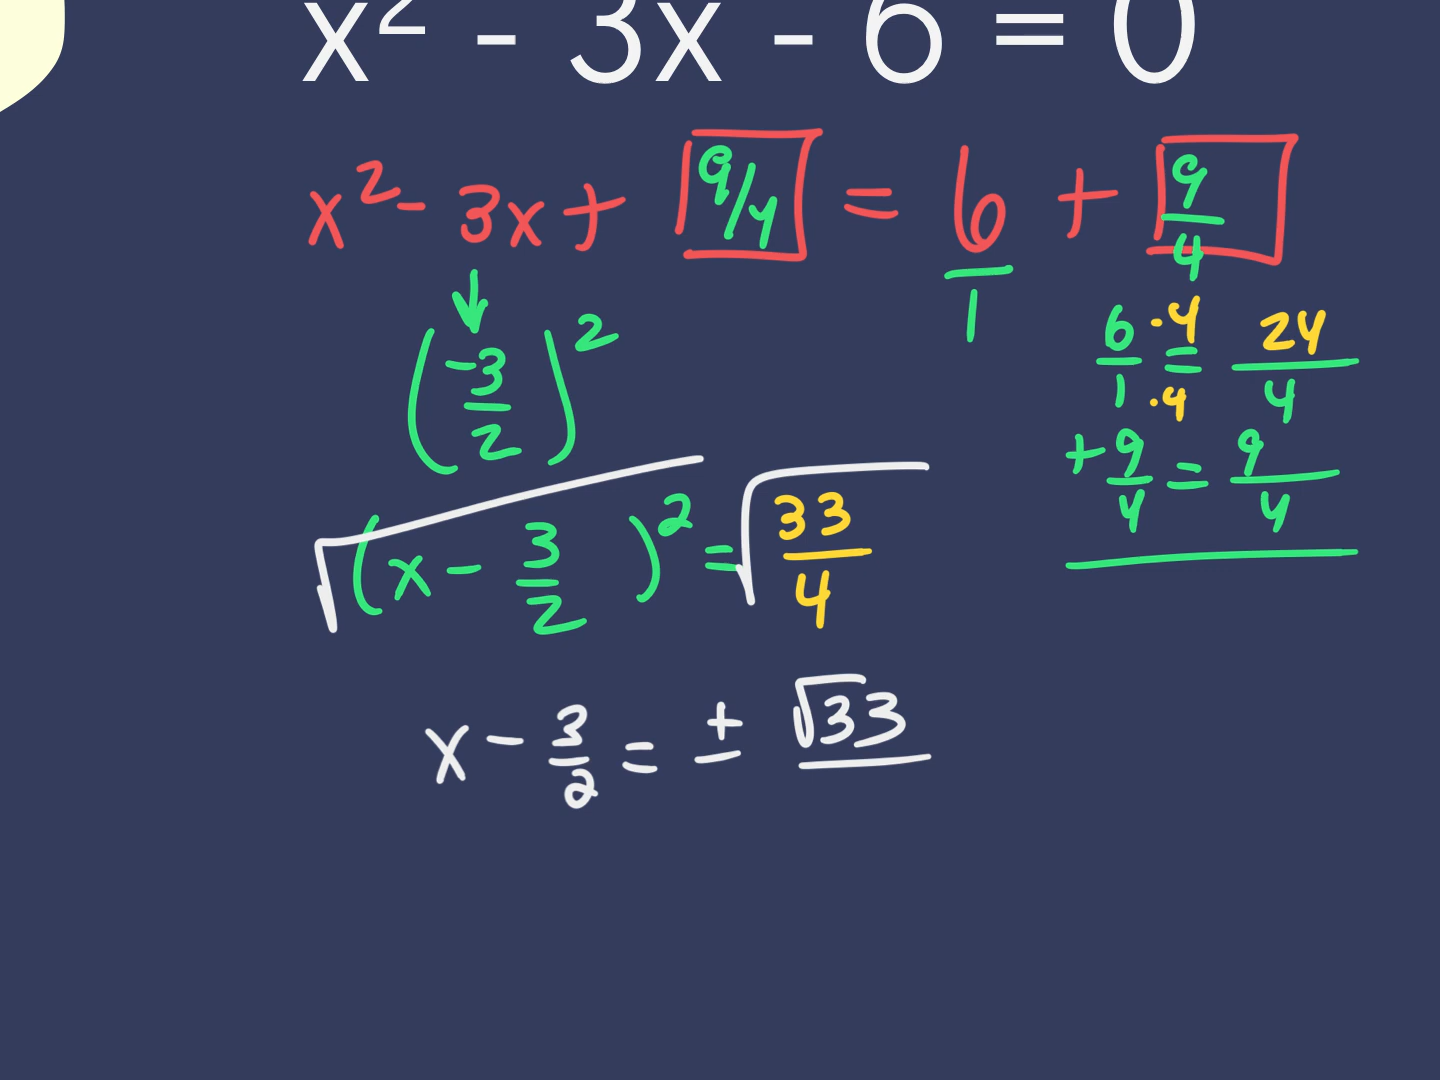 x² - 3x - 6 = 0
x² - 3x + 9/4 = 6/1 + 9/4
(-3/2)²
6/1 ·4 = ·4 24/4
+ 9/4 = 9/4
√(x - 3/2)² = √33/4
x - 3/2 = ± √33